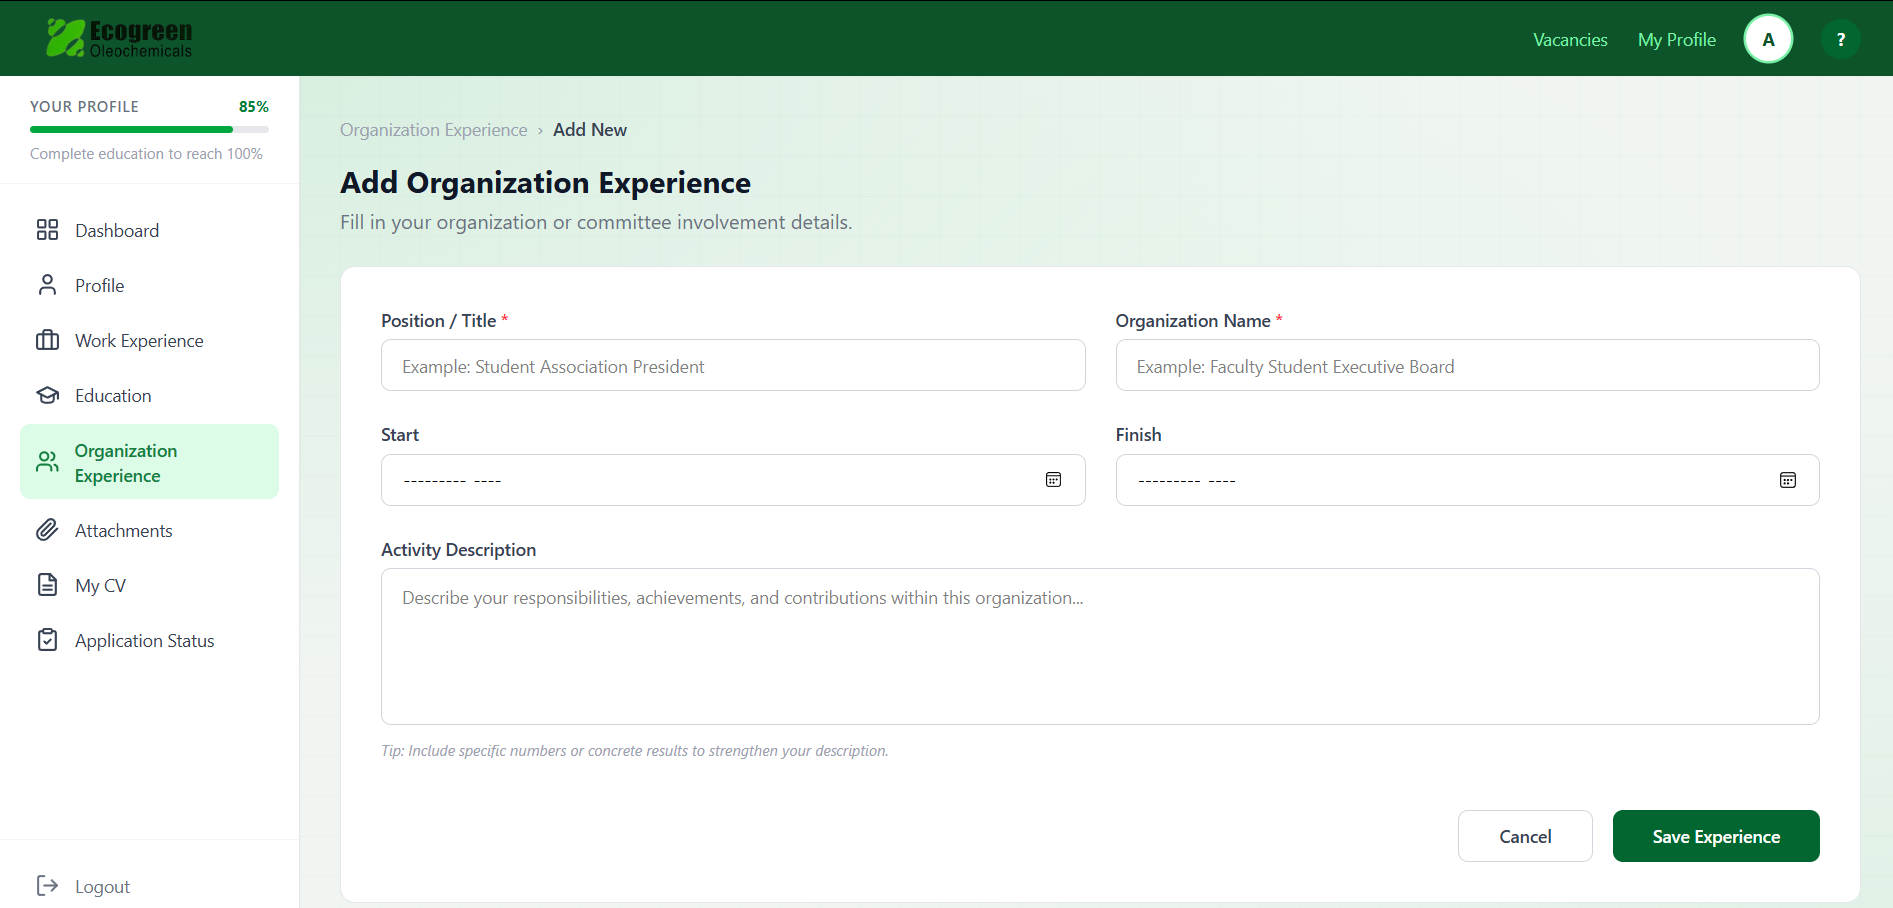 Ecogreen
Oleochemicals
Vacancies
My Profile
A
?
YOUR PROFILE
85%
Complete education to reach 100%
Dashboard
Profile
Work Experience
Education
Organization
Experience
Attachments
My CV
Application Status
Logout
Organization Experience › Add New
Add Organization Experience
Fill in your organization or committee involvement details.
Position / Title *
Example: Student Association President
Organization Name *
Example: Faculty Student Executive Board
Start
--------- ----
Finish
--------- ----
Activity Description
Describe your responsibilities, achievements, and contributions within this organization...
Tip: Include specific numbers or concrete results to strengthen your description.
Cancel
Save Experience